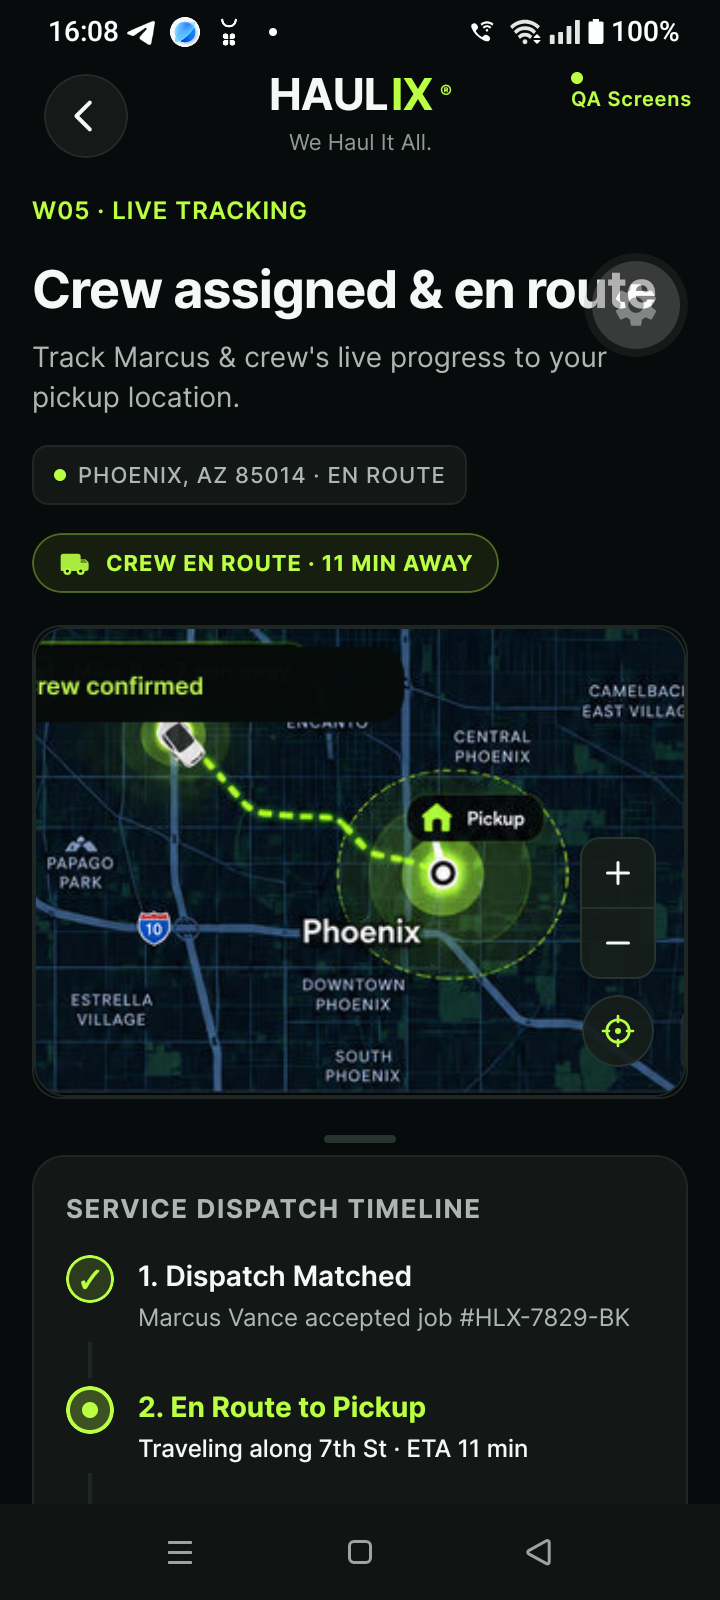 16:08
100%
HAULIX ®
We Haul It All.
QA Screens
W05 · LIVE TRACKING
Crew assigned & en route
Track Marcus & crew's live progress to your
pickup location.
PHOENIX, AZ 85014 · EN ROUTE
CREW EN ROUTE · 11 MIN AWAY
rew confirmed
ENCANTO
CAMELBAC
EAST VILLAG
CENTRAL
PHOENIX
Pickup
PAPAGO
PARK
10
Phoenix
DOWNTOWN
PHOENIX
ESTRELLA
VILLAGE
SOUTH
PHOENIX
SERVICE DISPATCH TIMELINE
1. Dispatch Matched
Marcus Vance accepted job #HLX-7829-BK
2. En Route to Pickup
Traveling along 7th St · ETA 11 min